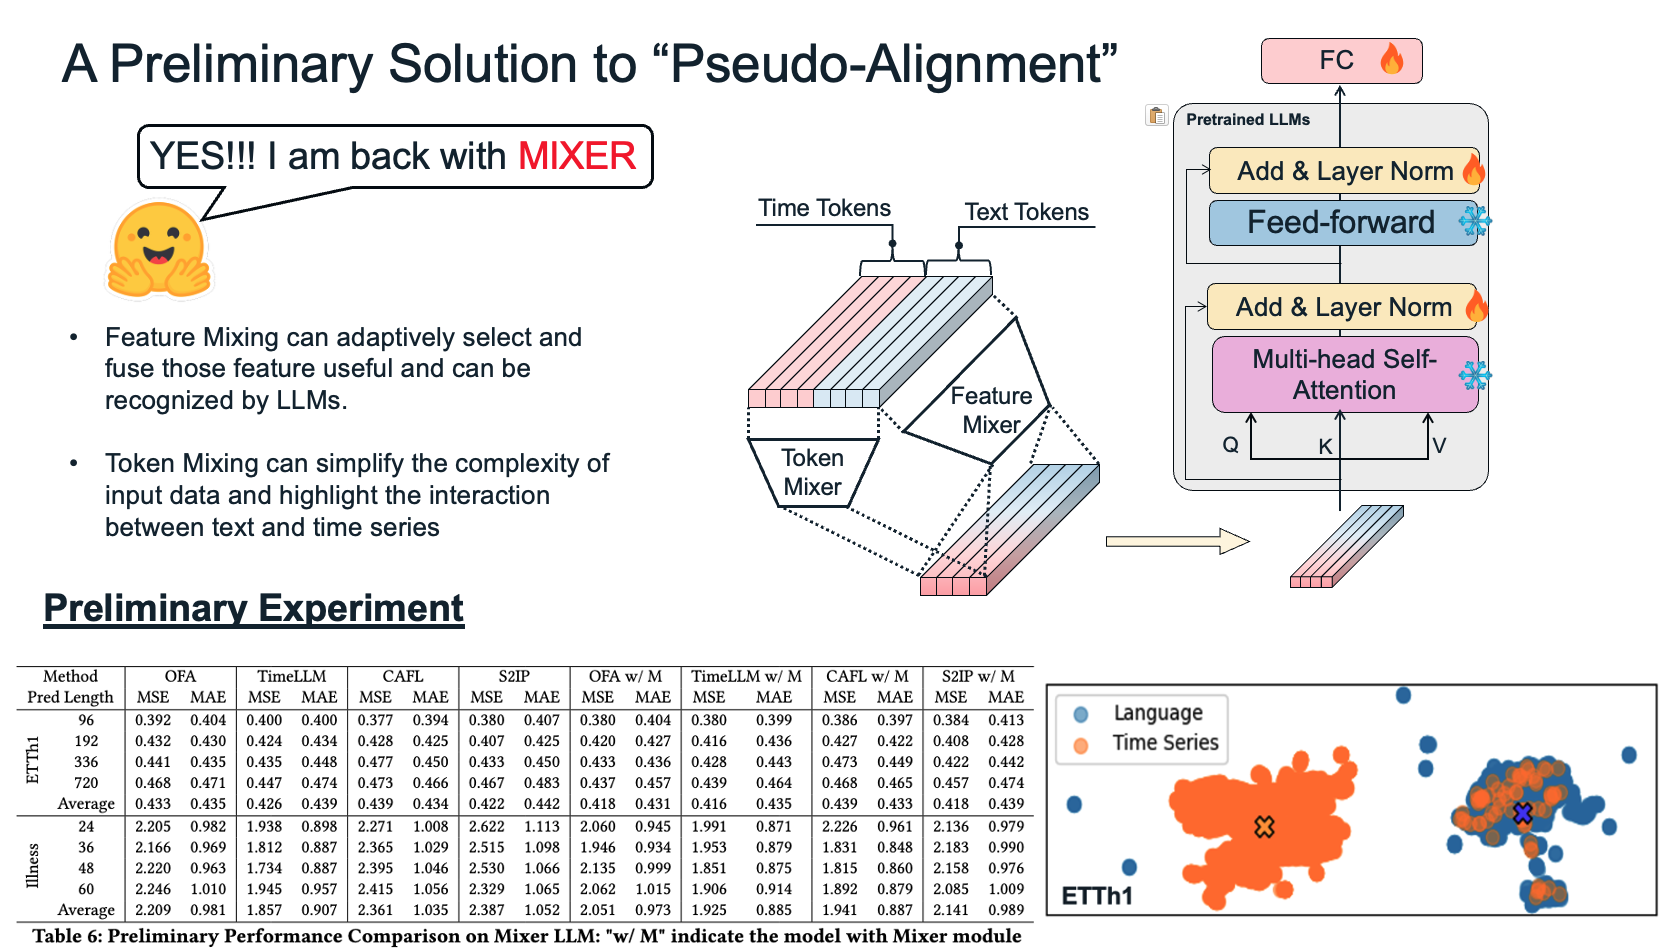 A Preliminary Solution to “Pseudo-Alignment”
YES!!! I am back with MIXER
• Feature Mixing can adaptively select and
fuse those feature useful and can be
recognized by LLMs.
• Token Mixing can simplify the complexity of
input data and highlight the interaction
between text and time series
Time Tokens
Text Tokens
Feature
Mixer
Token
Mixer
FC
Pretrained LLMs
Add & Layer Norm
Feed-forward
Add & Layer Norm
Multi-head Self-
Attention
Q K V
Preliminary Experiment
Method OFA TimeLLM CAFL S2IP OFA w/ M TimeLLM w/ M CAFL w/ M S2IP w/ M
Pred Length MSE MAE MSE MAE MSE MAE MSE MAE MSE MAE MSE MAE MSE MAE MSE MAE
ETTh1
96 0.392 0.404 0.400 0.400 0.377 0.394 0.380 0.407 0.380 0.404 0.380 0.399 0.386 0.397 0.384 0.413
192 0.432 0.430 0.424 0.434 0.428 0.425 0.407 0.425 0.420 0.427 0.416 0.436 0.427 0.422 0.408 0.428
336 0.441 0.435 0.435 0.448 0.477 0.450 0.433 0.450 0.433 0.436 0.428 0.443 0.473 0.449 0.422 0.442
720 0.468 0.471 0.447 0.474 0.473 0.466 0.467 0.483 0.437 0.457 0.439 0.464 0.468 0.465 0.457 0.474
Average 0.433 0.435 0.426 0.439 0.439 0.434 0.422 0.442 0.418 0.431 0.416 0.435 0.439 0.433 0.418 0.439
Illness
24 2.205 0.982 1.938 0.898 2.271 1.008 2.622 1.113 2.060 0.945 1.991 0.871 2.226 0.961 2.136 0.979
36 2.166 0.969 1.812 0.887 2.365 1.029 2.515 1.098 1.946 0.934 1.953 0.879 1.831 0.848 2.183 0.990
48 2.220 0.963 1.734 0.887 2.395 1.046 2.530 1.066 2.135 0.999 1.851 0.875 1.815 0.860 2.158 0.976
60 2.246 1.010 1.945 0.957 2.415 1.056 2.329 1.065 2.062 1.015 1.906 0.914 1.892 0.879 2.085 1.009
Average 2.209 0.981 1.857 0.907 2.361 1.035 2.387 1.052 2.051 0.973 1.925 0.885 1.941 0.887 2.141 0.989
Table 6: Preliminary Performance Comparison on Mixer LLM: "w/ M" indicate the model with Mixer module
Language
Time Series
ETTh1